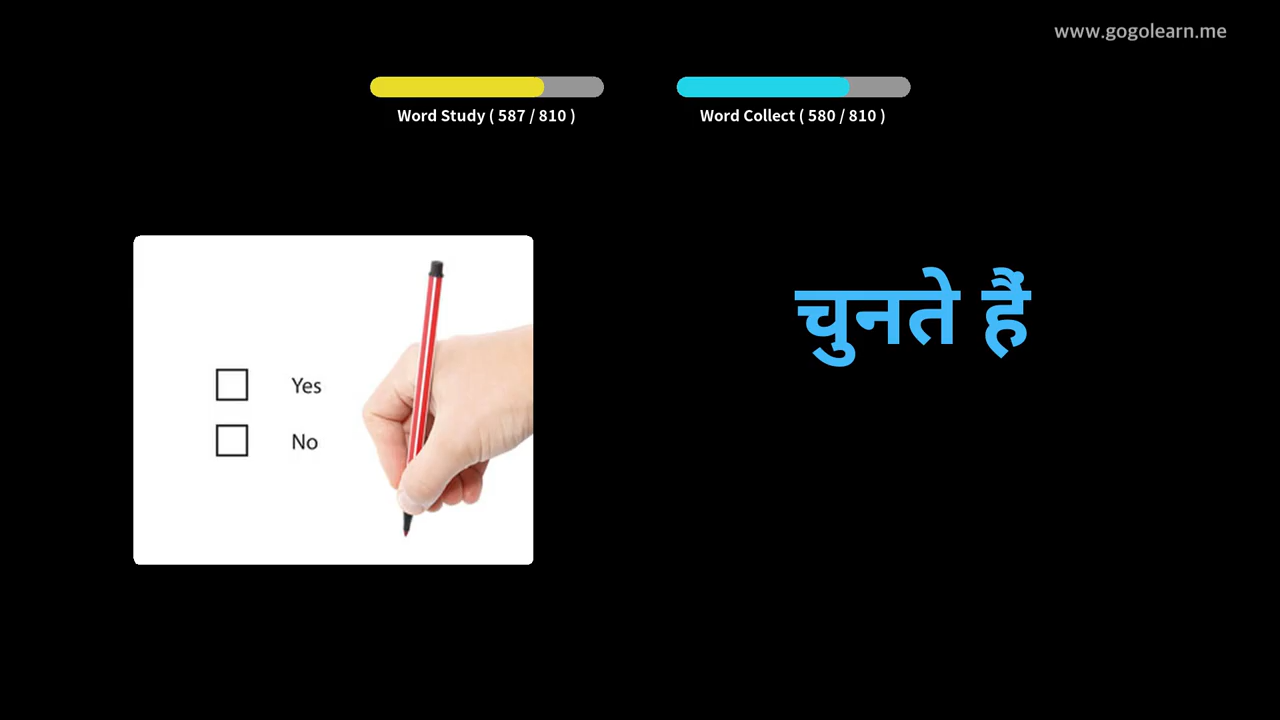 www.gogolearn.me
Word Study ( 587 / 810 )
Word Collect ( 580 / 810 )
चुनते हैं
Yes
No